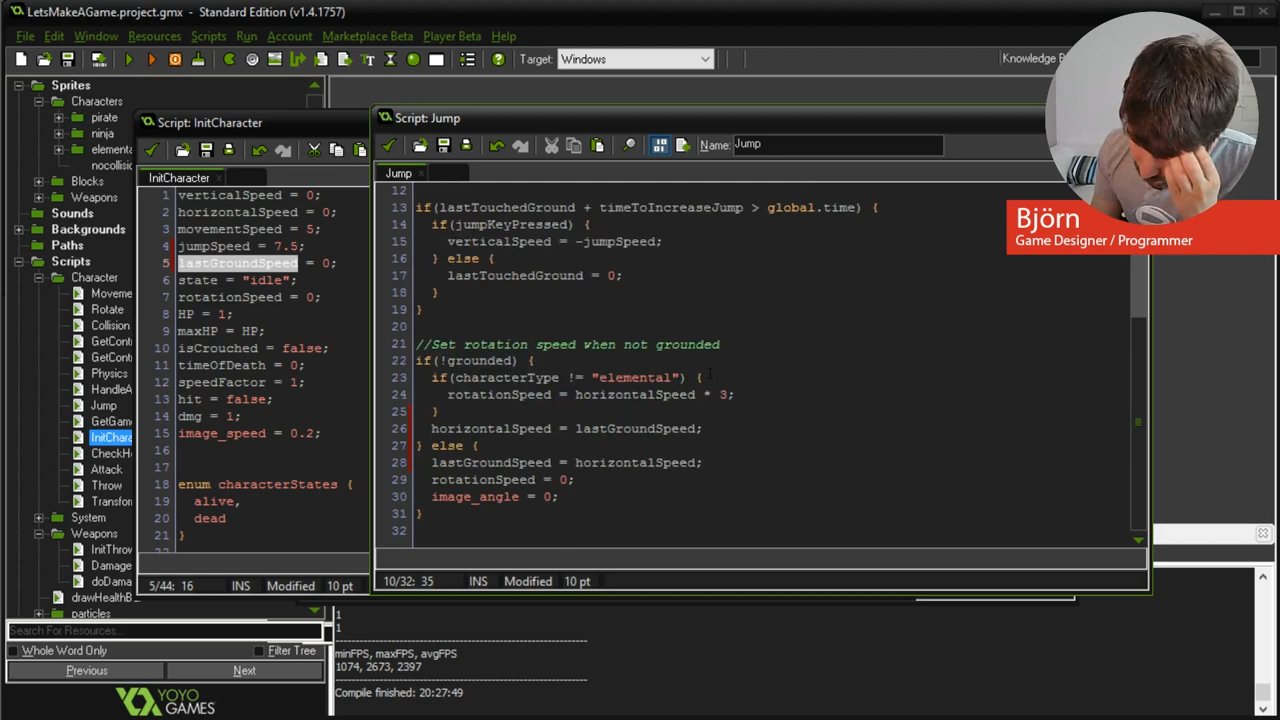 LetsMakeAGame.project.gmx - Standard Edition (v1.4.1757)
File Edit Window Resources Scripts Run Account Marketplace Beta Player Beta Help
Target: Windows
Knowledge B
Sprites
Characters
pirate
ninja
elementa
nocollisio
Blocks
Weapons
Sounds
Backgrounds
Paths
Scripts
Character
Moveme
Rotate
Collision
GetCont
GetCont
Physics
HandleA
Jump
GetGam
InitChara
CheckHe
Attack
Throw
Transfor
System
Weapons
InitThrow
Damage
doDama
drawHealthB
particles
Search For Resources...
Whole Word Only
Filter Tree
Previous
Next
YOYO
GAMES
Script: InitCharacter
InitCharacter
1 verticalSpeed = 0;
2 horizontalSpeed = 0;
3 movementSpeed = 5;
4 jumpSpeed = 7.5;
5 lastGroundSpeed = 0;
6 state = "idle";
7 rotationSpeed = 0;
8 HP = 1;
9 maxHP = HP;
10 isCrouched = false;
11 timeOfDeath = 0;
12 speedFactor = 1;
13 hit = false;
14 dmg = 1;
15 image_speed = 0.2;
16
17
18 enum characterStates {
19 alive,
20 dead
21 }
5/44: 16 INS Modified 10 pt
Script: Jump
Name: Jump
Jump
12
13 if(lastTouchedGround + timeToIncreaseJump > global.time) {
14 if(jumpKeyPressed) {
15 verticalSpeed = -jumpSpeed;
16 } else {
17 lastTouchedGround = 0;
18 }
19 }
20
21 //Set rotation speed when not grounded
22 if(!grounded) {
23 if(characterType != "elemental") {
24 rotationSpeed = horizontalSpeed * 3;
25 }
26 horizontalSpeed = lastGroundSpeed;
27 } else {
28 lastGroundSpeed = horizontalSpeed;
29 rotationSpeed = 0;
30 image_angle = 0;
31 }
32
10/32: 35 INS Modified 10 pt
1
1
minFPS, maxFPS, avgFPS
1074, 2673, 2397
Compile finished: 20:27:49
Björn
Game Designer / Programmer